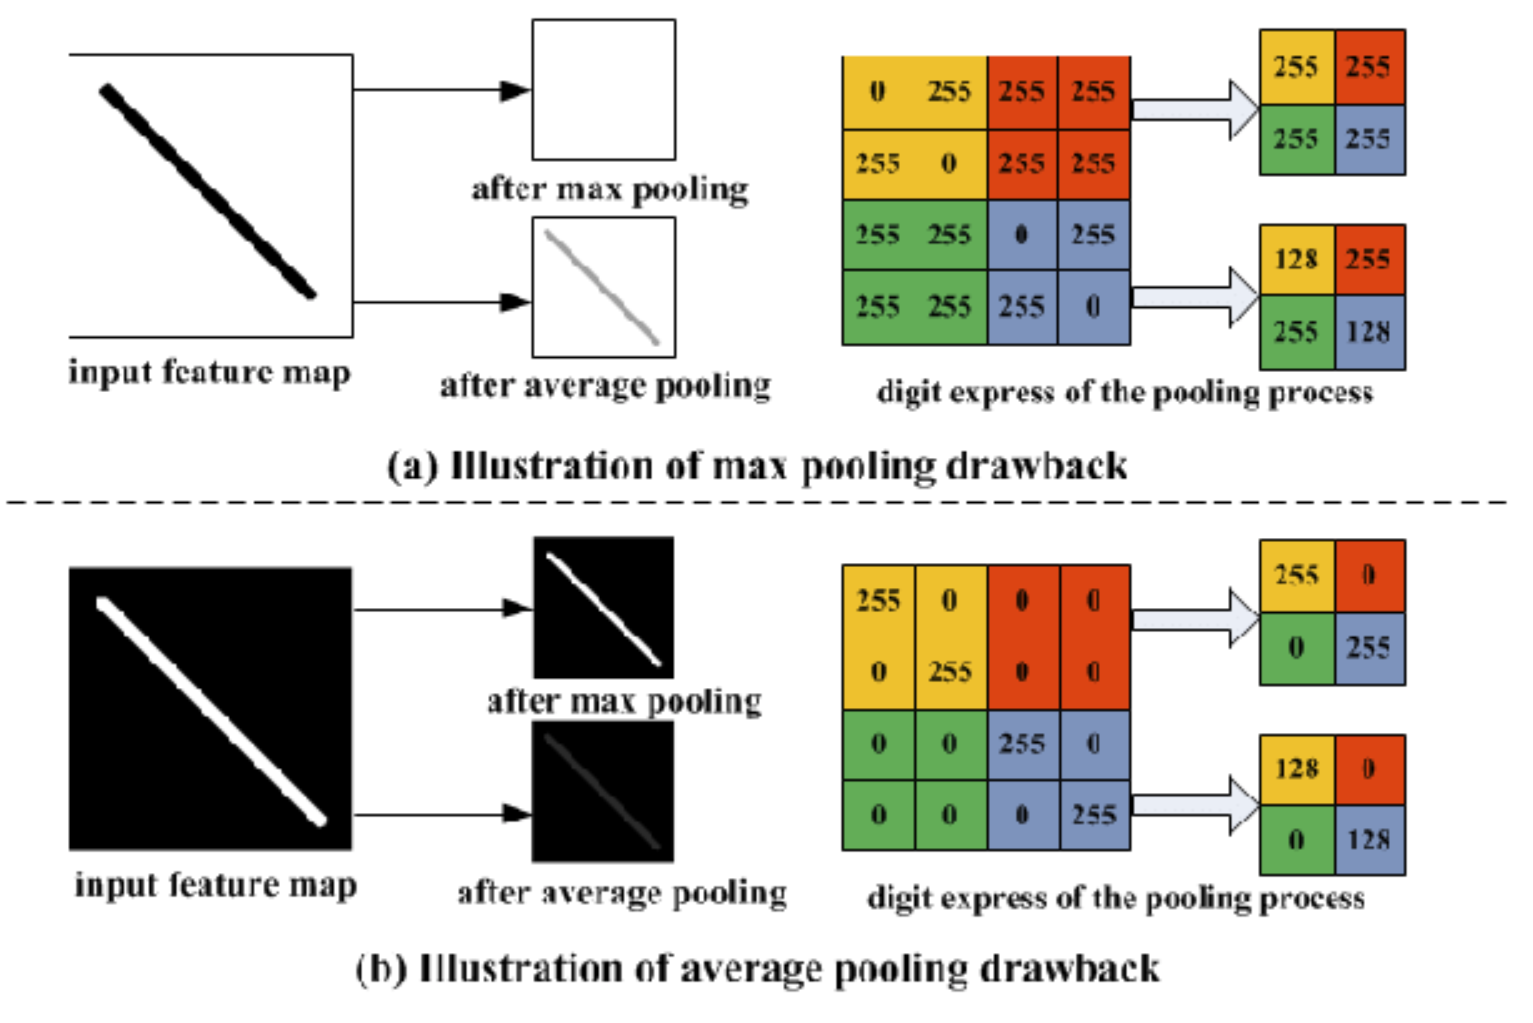 after max pooling
input feature map
after average pooling
0 255 255 255
255 0 255 255
255 255 0 255
255 255 255 0
255 255
255 255
128 255
255 128
digit express of the pooling process
(a) Illustration of max pooling drawback
after max pooling
input feature map
after average pooling
255 0 0 0
0 255 0 0
0 0 255 0
0 0 0 255
255 0
0 255
128 0
0 128
digit express of the pooling process
(b) Illustration of average pooling drawback